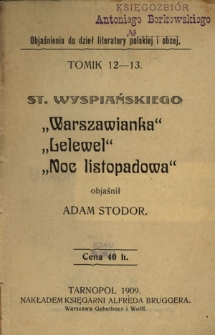 KSIĘGOZBIÓR
Antoniego Borkowskiego
№
Objaśnienia do dzieł literatury polskiej i obcej.
TOMIK 12—13.
ST. WYSPIAŃSKIEGO
„Warszawianka“
„Lelewel“
„Noc listopadowa“
objaśnił
ADAM STODOR.
Cena 40 h.
TARNOPOL 1909.
NAKŁADEM KSIĘGARNI ALFREDA BRUGGERA.
Warszawa Gebethner i Wolff.